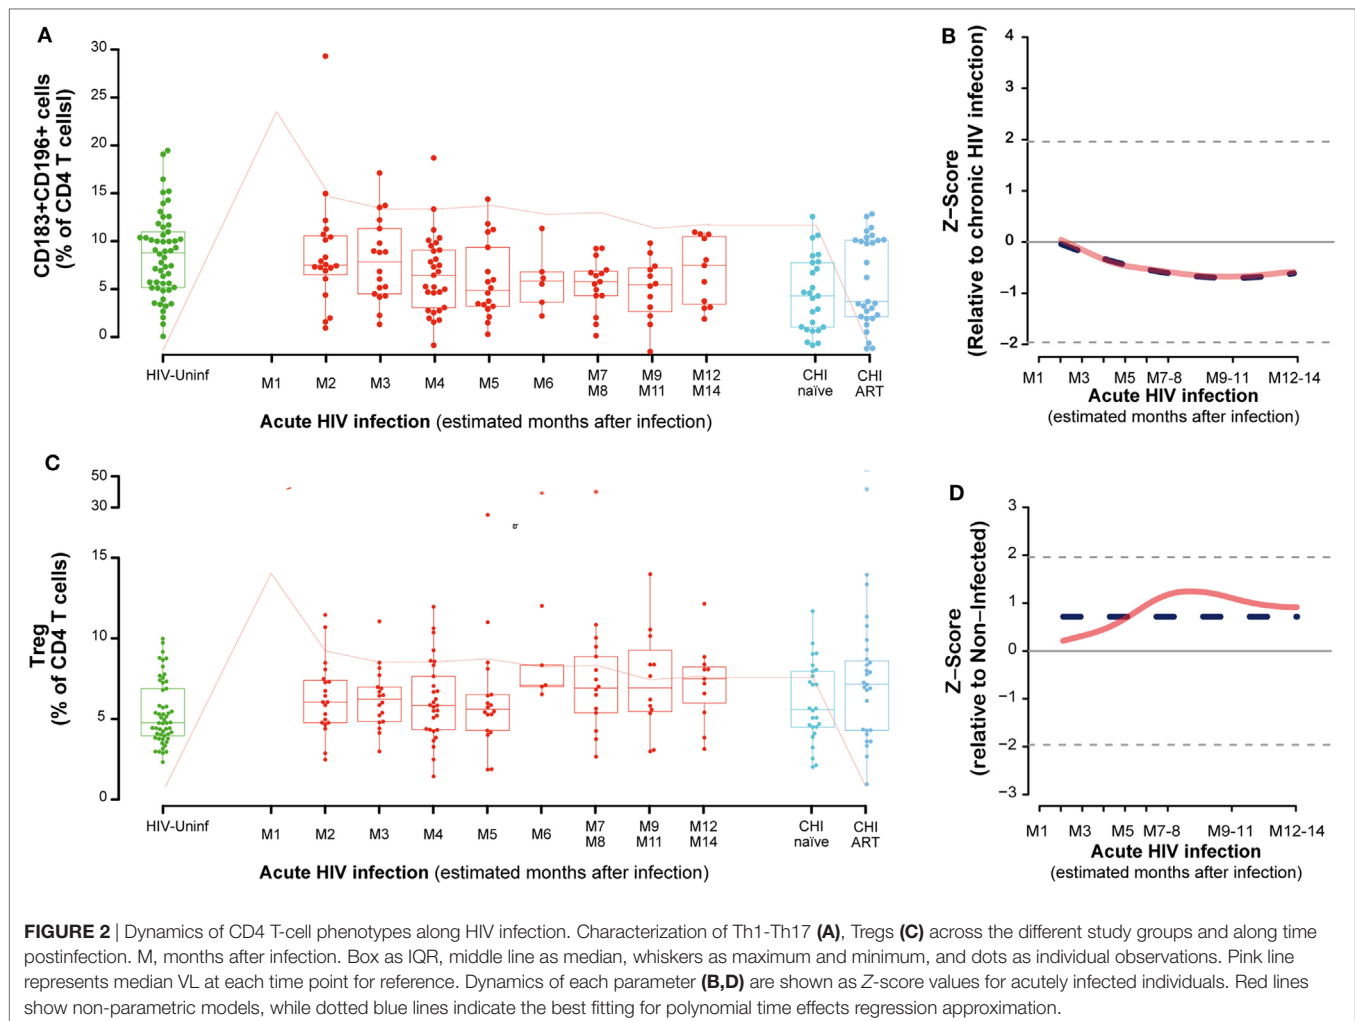 A
CD183+CD196+ cells
(% of CD4 T cellsI)
30
25
20
15
10
5
0
HIV-Uninf
M1
M2
M3
M4
M5
M6
M7
M8
M9
M11
M12
M14
CHI
naïve
CHI
ART
Acute HIV infection (estimated months after infection)
B
Z−Score
(Relative to chronic HIV infection)
4
2
1
0
−1
−2
M1
M3
M5
M7-8
M9-11
M12-14
Acute HIV infection
(estimated months after infection)
C
Treg
(% of CD4 T cells)
50
30
15
10
5
0
HIV-Uninf
M1
M2
M3
M4
M5
M6
M7
M8
M9
M11
M12
M14
CHI
naïve
CHI
ART
Acute HIV infection (estimated months after infection)
D
Z−Score
(relative to Non−Infected)
3
2
1
0
−1
−2
−3
M1
M3
M5
M7-8
M9-11
M12-14
Acute HIV infection
(estimated months after infection)
FIGURE 2 | Dynamics of CD4 T-cell phenotypes along HIV infection. Characterization of Th1-Th17 (A), Tregs (C) across the different study groups and along time
postinfection. M, months after infection. Box as IQR, middle line as median, whiskers as maximum and minimum, and dots as individual observations. Pink line
represents median VL at each time point for reference. Dynamics of each parameter (B,D) are shown as Z-score values for acutely infected individuals. Red lines
show non-parametric models, while dotted blue lines indicate the best fitting for polynomial time effects regression approximation.